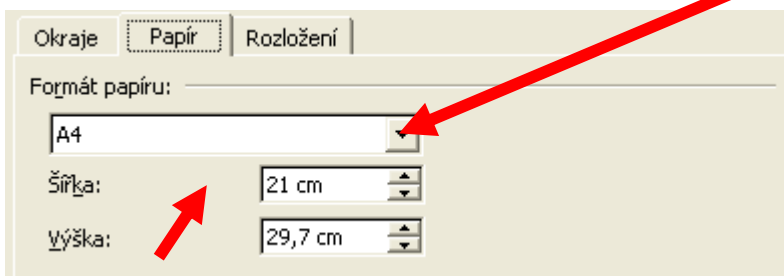 Okraje Papír Rozložení
Formát papíru:
A4
Šířka: 21 cm
Výška: 29,7 cm